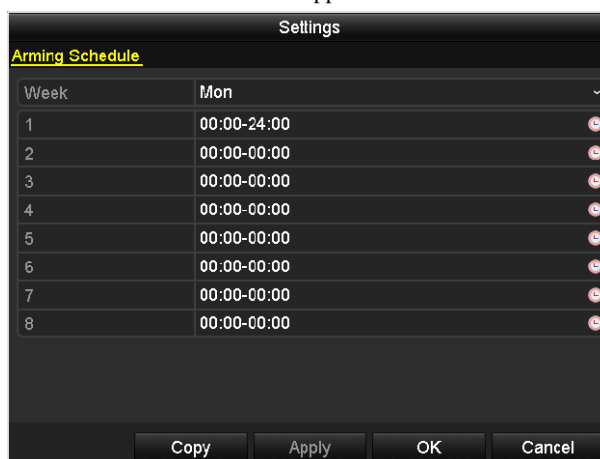 Settings
Arming Schedule
Week Mon
1 00:00-24:00
2 00:00-00:00
3 00:00-00:00
4 00:00-00:00
5 00:00-00:00
6 00:00-00:00
7 00:00-00:00
8 00:00-00:00
Copy Apply OK Cancel